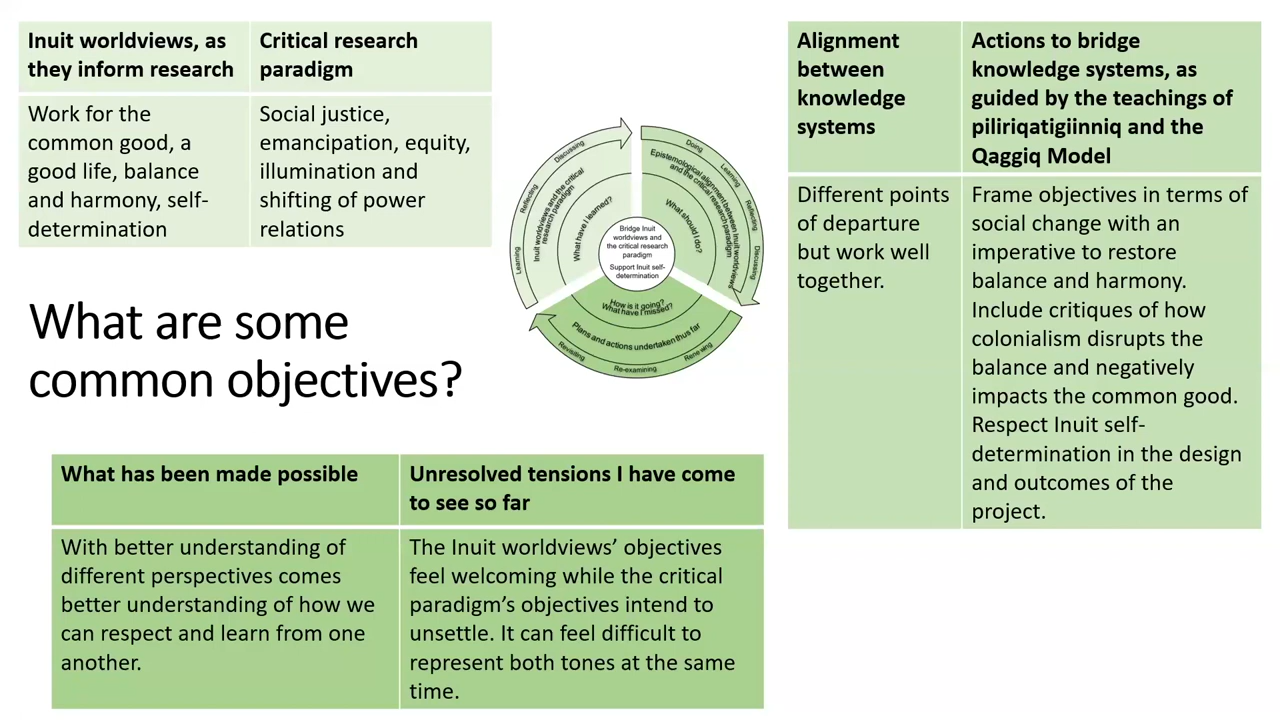 Inuit worldviews, as
they inform research
Critical research
paradigm
Work for the
common good, a
good life, balance
and harmony, self-
determination
Social justice,
emancipation, equity,
illumination and
shifting of power
relations
What are some
common objectives?
Learning
Reflecting
Discussing
Inuit worldviews and the critical
research paradigm
What have I learned?
Doing
Learning
Reflecting
Discussing
Epistemological alignment between Inuit worldviews
and the critical research paradigm
What should I do?
Bridge Inuit
worldviews and
the critical research
paradigm
Support Inuit self-
determination
How is it going?
What have I missed?
Plans and actions undertaken thus far
Revisiting
Re-examining
Renewing
Alignment
between
knowledge
systems
Actions to bridge
knowledge systems, as
guided by the teachings of
piliriqatigiinniq and the
Qaggiq Model
Different points
of departure
but work well
together.
Frame objectives in terms of
social change with an
imperative to restore
balance and harmony.
Include critiques of how
colonialism disrupts the
balance and negatively
impacts the common good.
Respect Inuit self-
determination in the design
and outcomes of the
project.
What has been made possible
Unresolved tensions I have come
to see so far
With better understanding of
different perspectives comes
better understanding of how we
can respect and learn from one
another.
The Inuit worldviews’ objectives
feel welcoming while the critical
paradigm’s objectives intend to
unsettle. It can feel difficult to
represent both tones at the same
time.